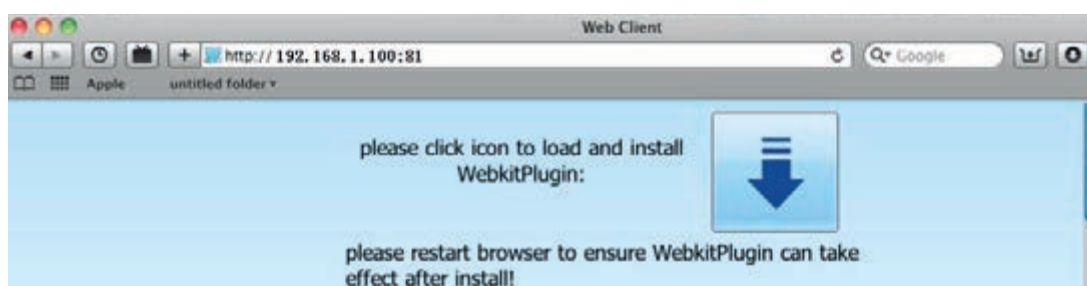 Web Client
http:// 192.168.1.100:81
Google
Apple untitled folder
please click icon to load and install
WebkitPlugin:
please restart browser to ensure WebkitPlugin can take
effect after install!